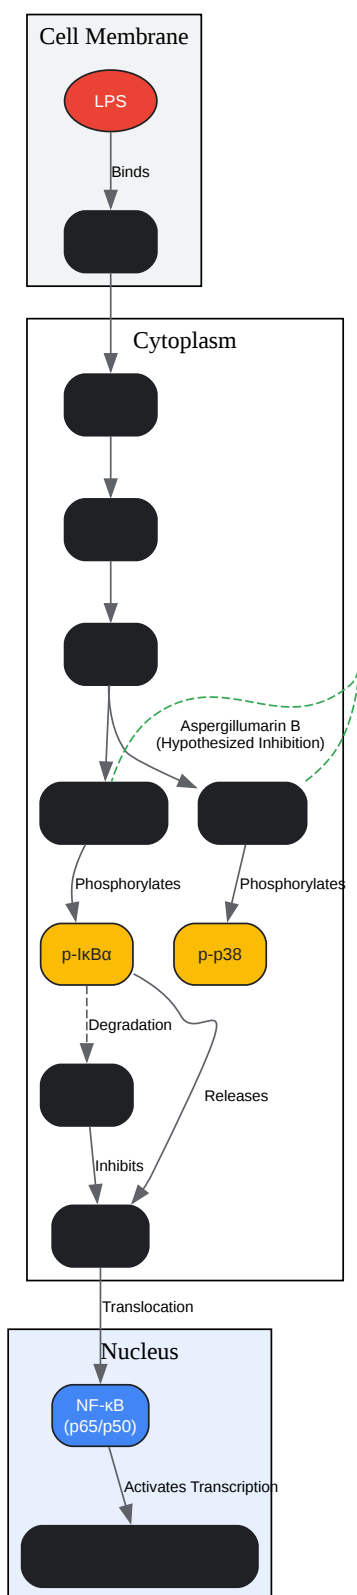 Cell Membrane
LPS
Binds
Cytoplasm
Aspergillumarin B
(Hypothesized Inhibition)
Phosphorylates
Phosphorylates
p-IκBα
p-p38
Degradation
Releases
Inhibits
Translocation
Nucleus
NF-κB
(p65/p50)
Activates Transcription